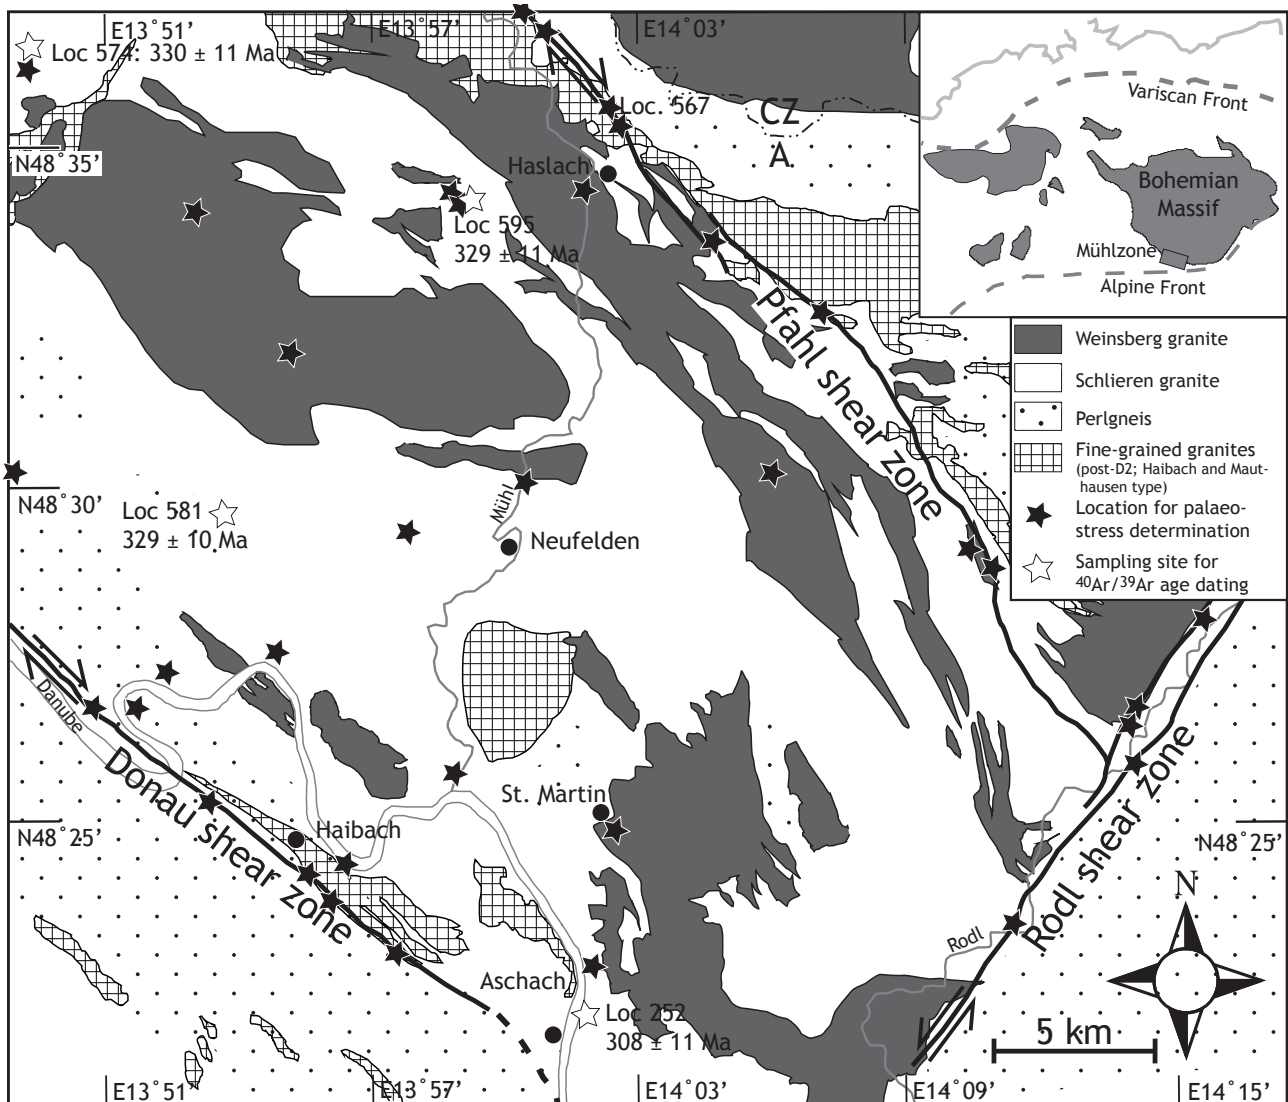 E13˚51’
E13˚57’
E14˚03’
Loc 574: 330 ± 11 Ma
Variscan Front
Loc. 567
CZ
A
N48˚35’
Haslach
Bohemian
Massif
Loc 595
329 ± 11 Ma
Mühlzone
Alpine Front
Pfahl shear zone
Weinsberg granite
Schlieren granite
Perlgneis
Fine-grained granites
(post-D2; Haibach and Maut-
hausen type)
Location for palaeo-
stress determination
Sampling site for
⁴⁰Ar/³⁹Ar age dating
N48˚30’
Loc 581
329 ± 10 Ma
Mühl
Neufelden
Danube
Donau shear zone
St. Martin
Haibach
N48˚25’
N48˚25’
Rodl shear zone
N
Rodl
Aschach
Loc 252
308 ± 11 Ma
5 km
E13˚51’
E13˚57’
E14˚03’
E14˚09’
E14˚15’